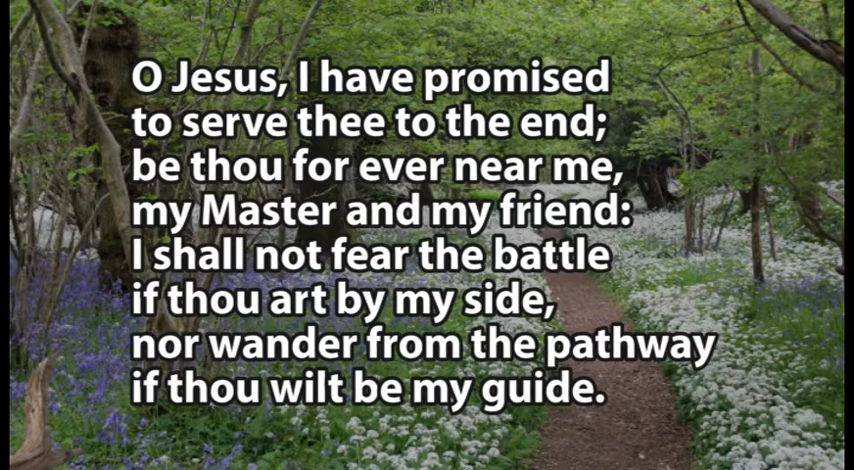 O Jesus, I have promised
to serve thee to the end;
be thou for ever near me,
my Master and my friend:
I shall not fear the battle
if thou art by my side,
nor wander from the pathway
if thou wilt be my guide.